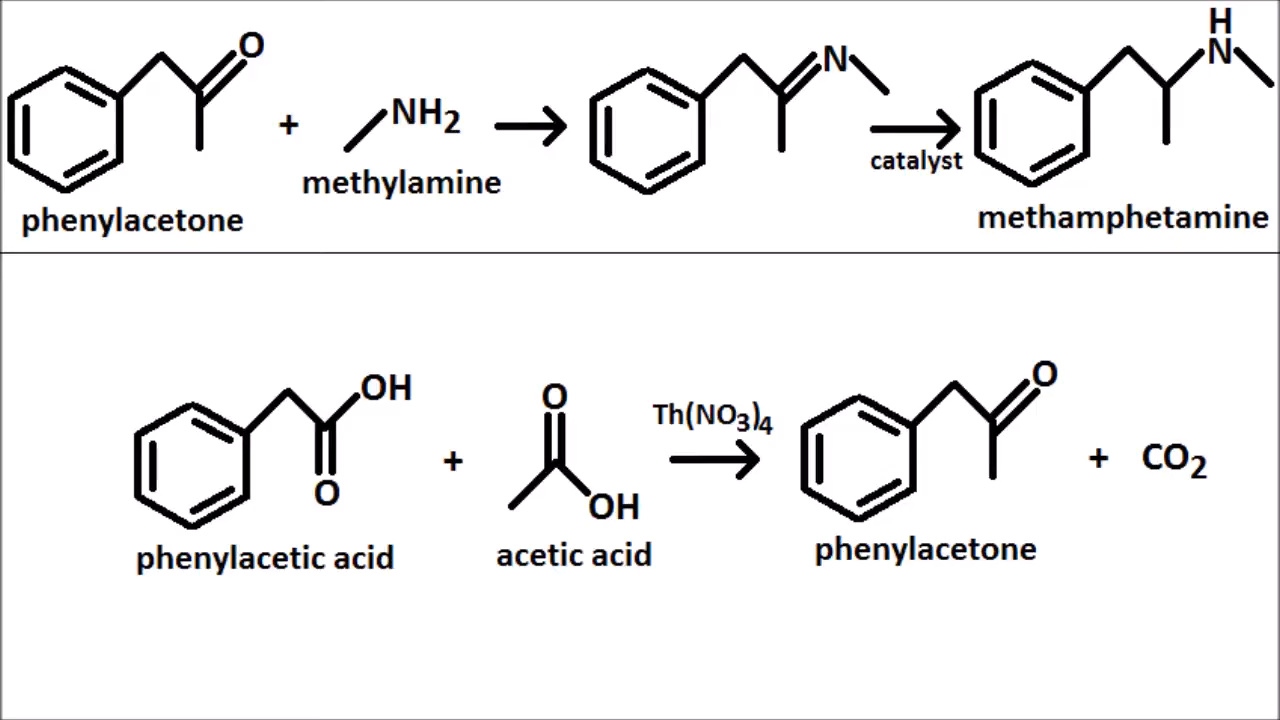 O
H
N
N
+
NH2
catalyst
methylamine
phenylacetone
methamphetamine
O
OH
O
Th(NO3)4
+
+ CO2
O
OH
phenylacetic acid
acetic acid
phenylacetone